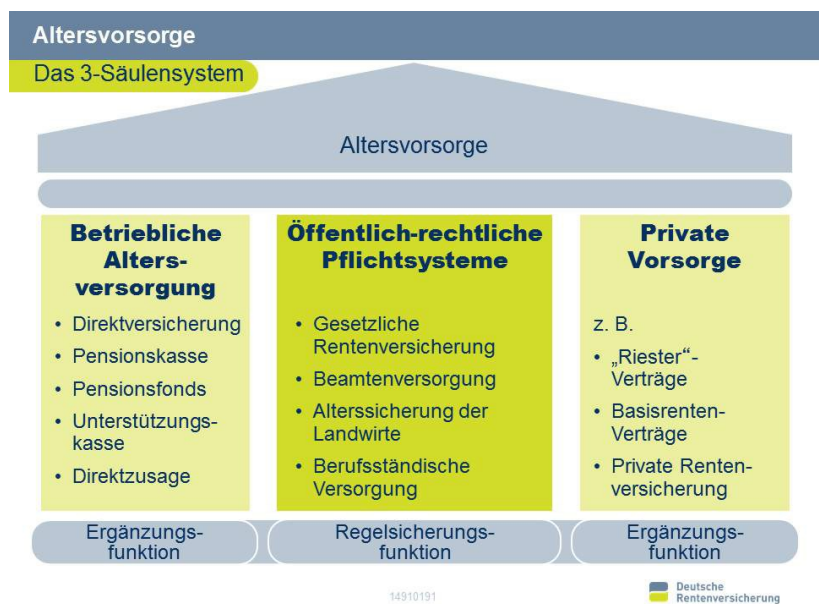 Altersvorsorge
Das 3-Säulensystem
Altersvorsorge
Betriebliche
Alters-
versorgung
• Direktversicherung
• Pensionskasse
• Pensionsfonds
• Unterstützungs-
kasse
• Direktzusage
Ergänzungs-
funktion
Öffentlich-rechtliche
Pflichtsysteme
• Gesetzliche
Rentenversicherung
• Beamtenversorgung
• Alterssicherung der
Landwirte
• Berufsständische
Versorgung
Regelsicherungs-
funktion
Private
Vorsorge
z. B.
• „Riester“-
Verträge
• Basisrenten-
Verträge
• Private Renten-
versicherung
Ergänzungs-
funktion
14910191
Deutsche
Rentenversicherung